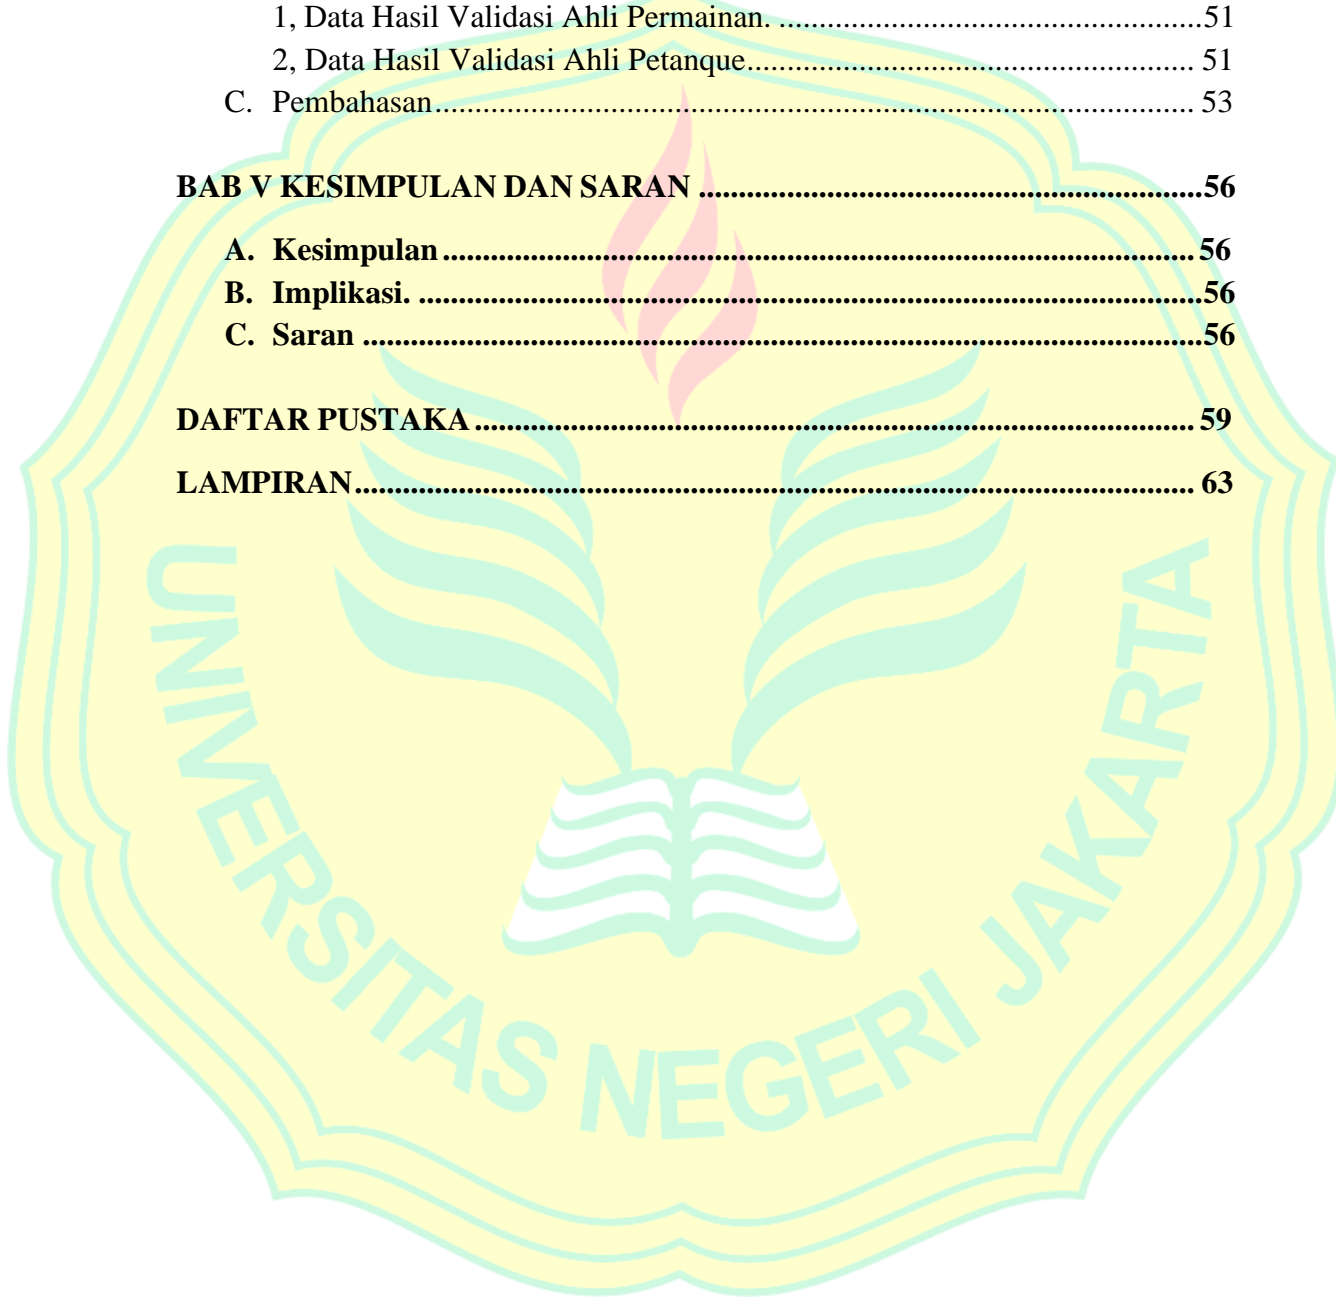 1, Data Hasil Validasi Ahli Permainan. ......................................................51
2, Data Hasil Validasi Ahli Petanque......................................................... 51
C. Pembahasan................................................................................................ 53
BAB V KESIMPULAN DAN SARAN ................................................................56
A. Kesimpulan................................................................................................ 56
B. Implikasi. ....................................................................................................56
C. Saran ...........................................................................................................56
DAFTAR PUSTAKA............................................................................................ 59
LAMPIRAN........................................................................................................... 63
UNIVERSITAS NEGERI JAKARTA